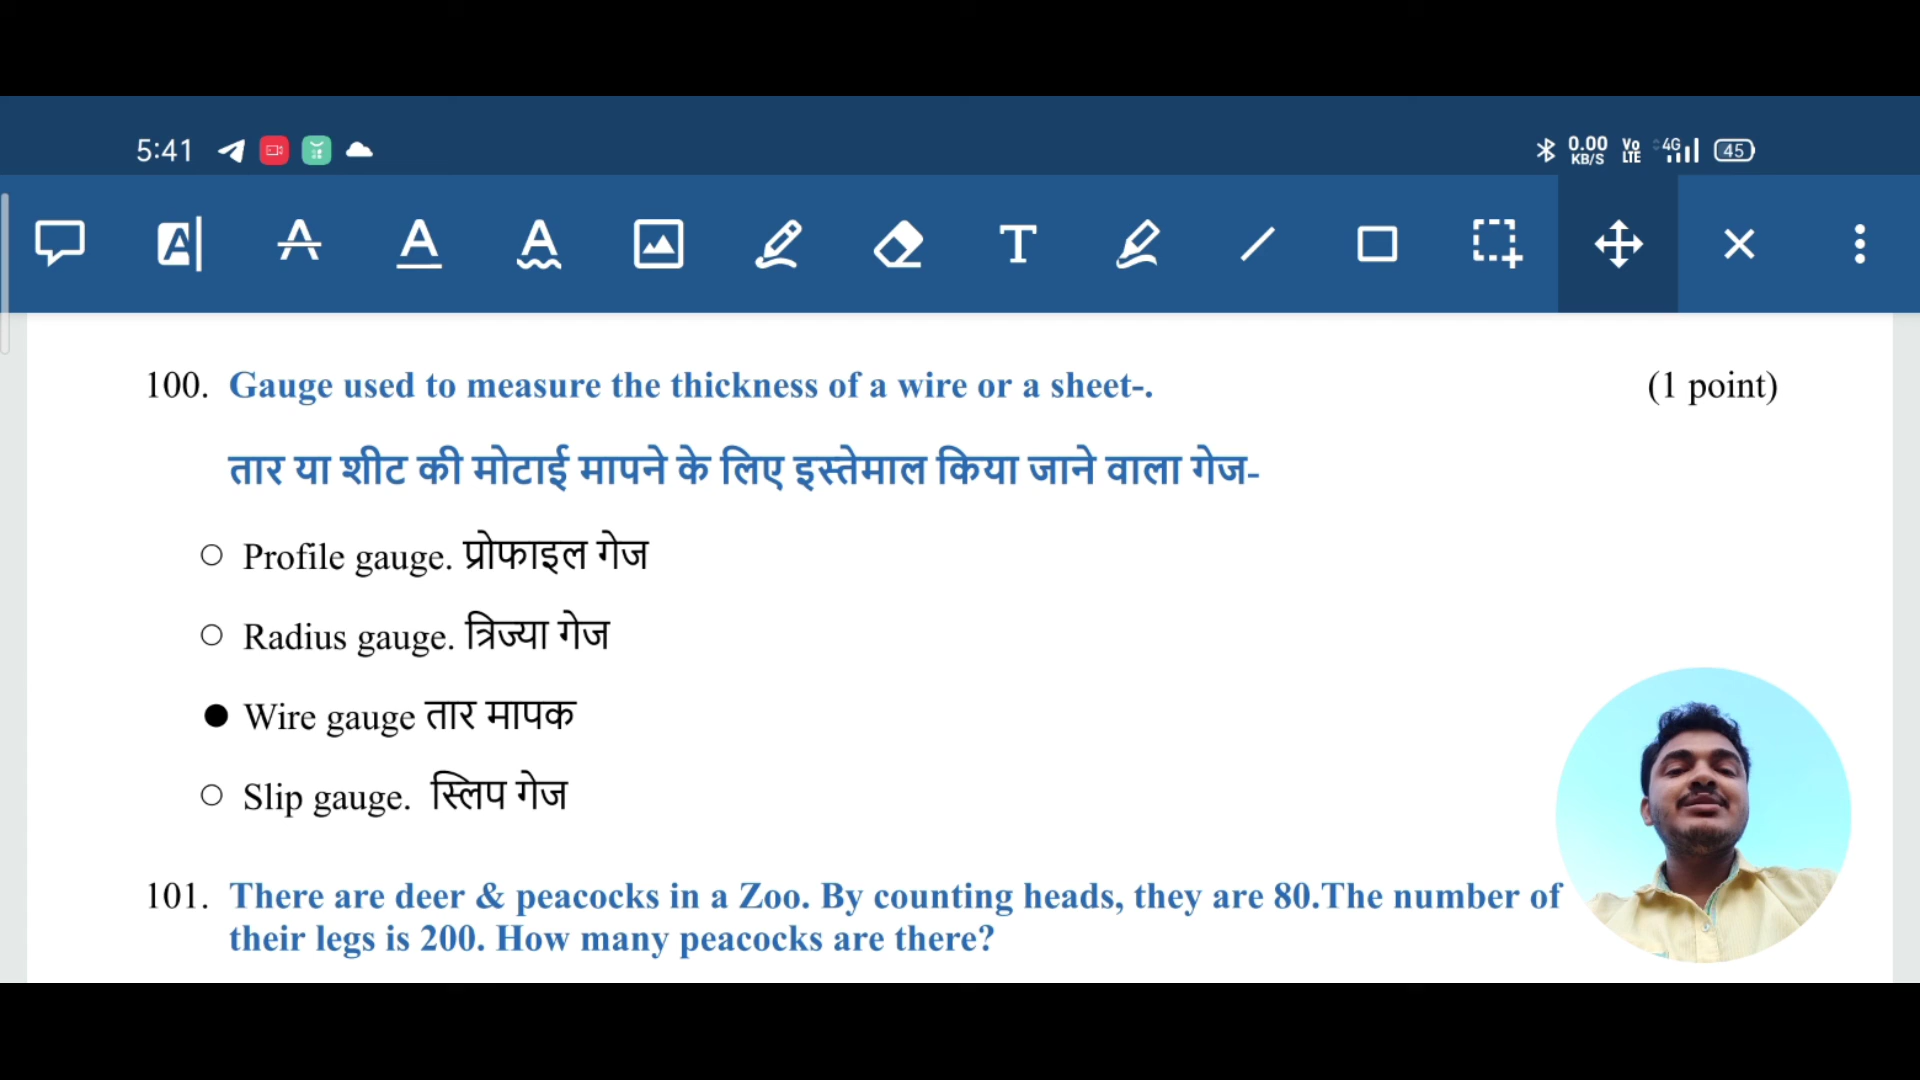 5:41 0.00 KB/S Vo LTE 4G 45
A A A A T
100. Gauge used to measure the thickness of a wire or a sheet-. (1 point)
तार या शीट की मोटाई मापने के लिए इस्तेमाल किया जाने वाला गेज-
Profile gauge. प्रोफाइल गेज
Radius gauge. त्रिज्या गेज
Wire gauge तार मापक
Slip gauge. स्लिप गेज
101. There are deer & peacocks in a Zoo. By counting heads, they are 80.The number of
their legs is 200. How many peacocks are there?